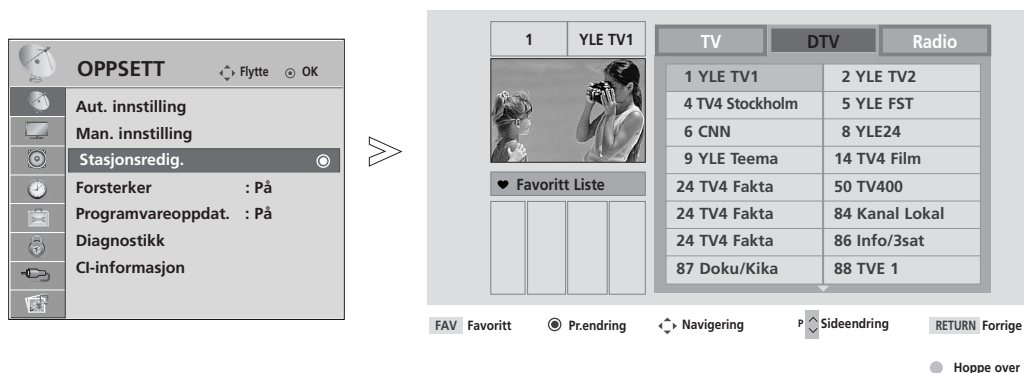 OPPSETT Flytte OK
Aut. innstilling
Man. innstilling
Stasjonsredig.
Forsterker : På
Programvareoppdat. : På
Diagnostikk
CI-informasjon
1 YLE TV1
Favoritt Liste
TV DTV Radio
1 YLE TV1 2 YLE TV2
4 TV4 Stockholm 5 YLE FST
6 CNN 8 YLE24
9 YLE Teema 14 TV4 Film
24 TV4 Fakta 50 TV400
24 TV4 Fakta 84 Kanal Lokal
24 TV4 Fakta 86 Info/3sat
87 Doku/Kika 88 TVE 1
FAV Favoritt Pr.endring Navigering P Sideendring RETURN Forrige
Hoppe over